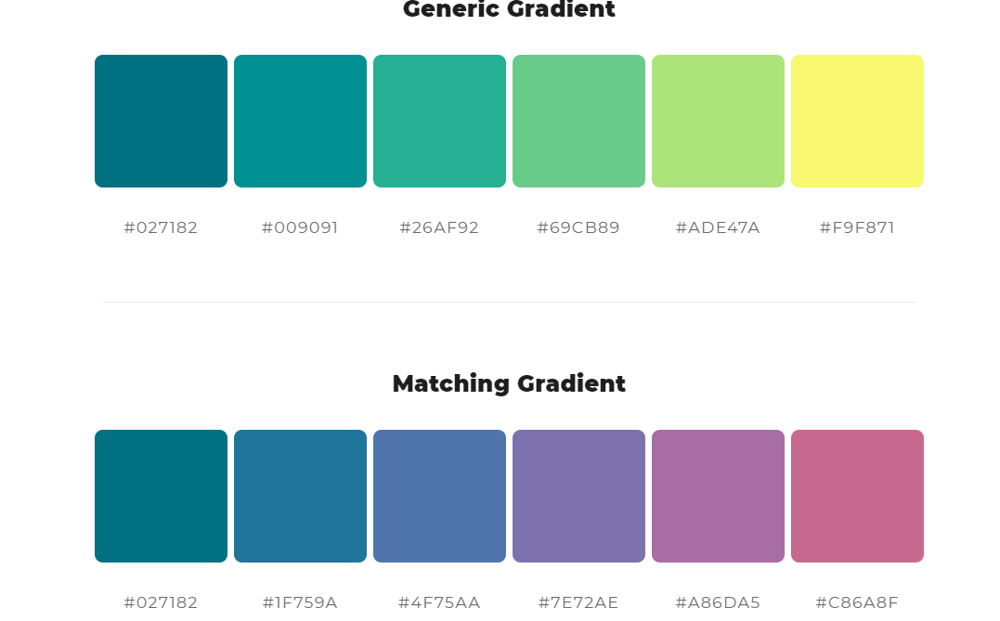 Generic Gradient
#027182 #009091 #26AF92 #69CB89 #ADE47A #F9F871
Matching Gradient
#027182 #1F759A #4F75AA #7E72AE #A86DA5 #C86A8F